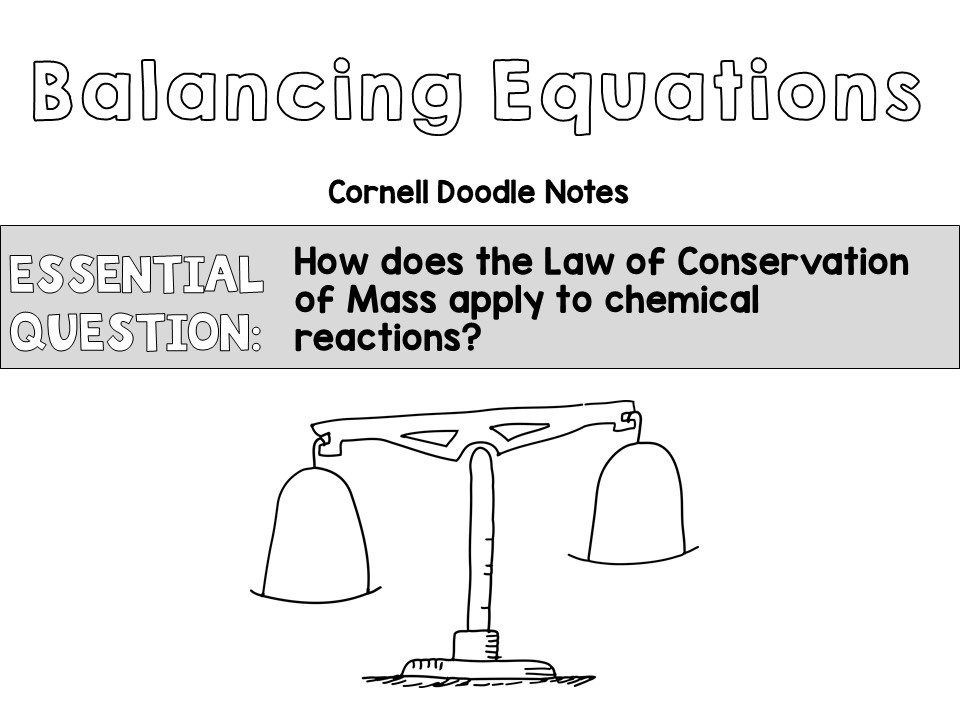 Balancing Equations
Cornell Doodle Notes
ESSENTIAL
QUESTION:
How does the Law of Conservation
of Mass apply to chemical
reactions?